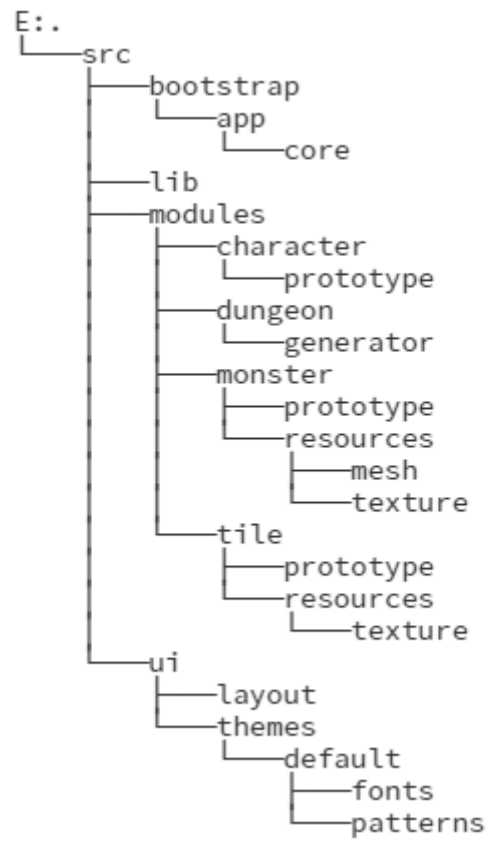 E:.
src
bootstrap
app
core
lib
modules
character
prototype
dungeon
generator
monster
prototype
resources
mesh
texture
tile
prototype
resources
texture
ui
layout
themes
default
fonts
patterns